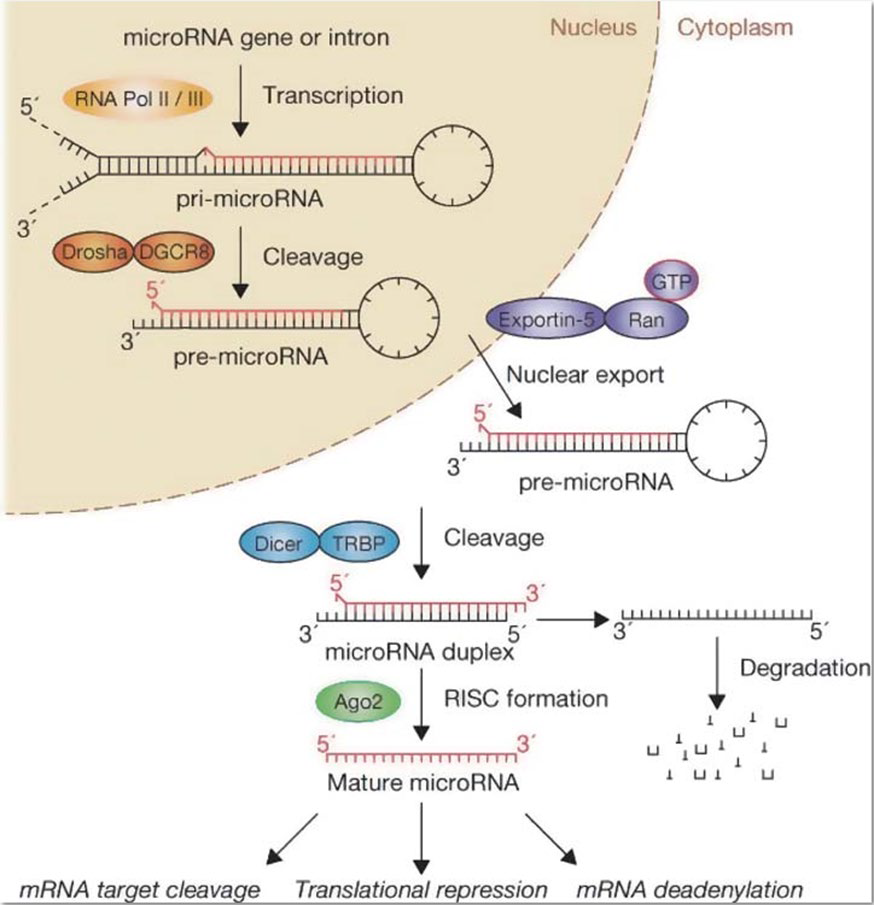 Nucleus
Cytoplasm
microRNA gene or intron
RNA Pol II / III
Transcription
5´
pri-microRNA
3´
Drosha
DGCR8
Cleavage
5´
3´
pre-microRNA
GTP
Exportin-5
Ran
Nuclear export
5´
3´
pre-microRNA
Dicer
TRBP
Cleavage
5´
3´
3´
5´
microRNA duplex
3´
5´
Degradation
Ago2
RISC formation
5´
3´
Mature microRNA
mRNA target cleavage
Translational repression
mRNA deadenylation